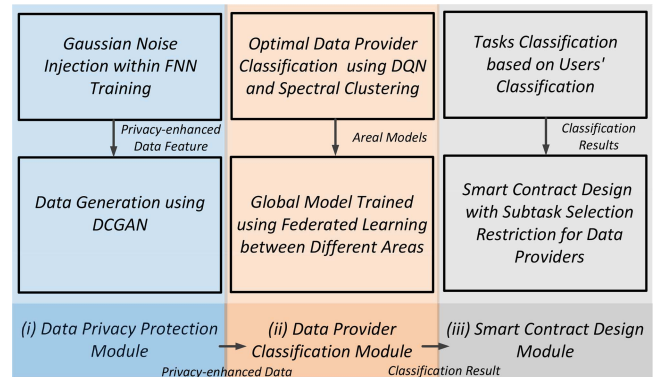 Gaussian Noise
Injection within FNN
Training
Privacy-enhanced
Data Feature
Data Generation using
DCGAN
(i) Data Privacy Protection
Module
Privacy-enhanced Data
Optimal Data Provider
Classification using DQN
and Spectral Clustering
Areal Models
Global Model Trained
using Federated Learning
between Different Areas
(ii) Data Provider
Classification Module
Classification Result
Tasks Classification
based on Users'
Classification
Classification
Results
Smart Contract Design
with Subtask Selection
Restriction for Data
Providers
(iii) Smart Contract Design
Module